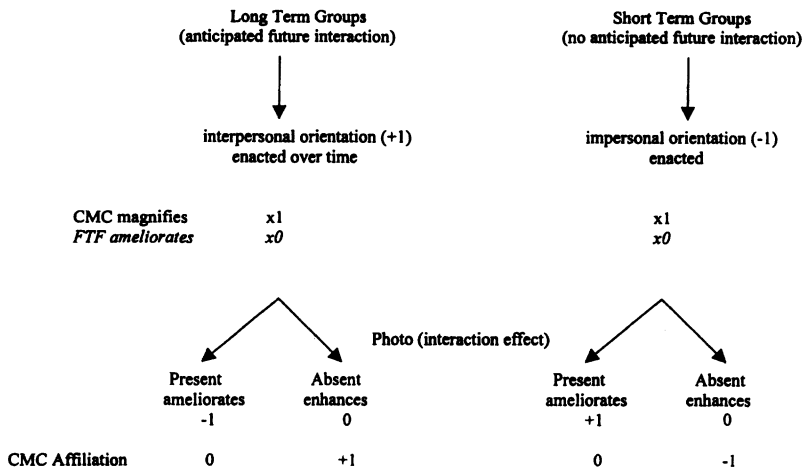 Long Term Groups
(anticipated future interaction)
Short Term Groups
(no anticipated future interaction)
interpersonal orientation (+1)
enacted over time
impersonal orientation (-1)
enacted
CMC magnifies x1 x1
FTF ameliorates x0 x0
Photo (interaction effect)
Present
ameliorates
-1
Absent
enhances
0
Present
ameliorates
+1
Absent
enhances
0
CMC Affiliation 0 +1 0 -1